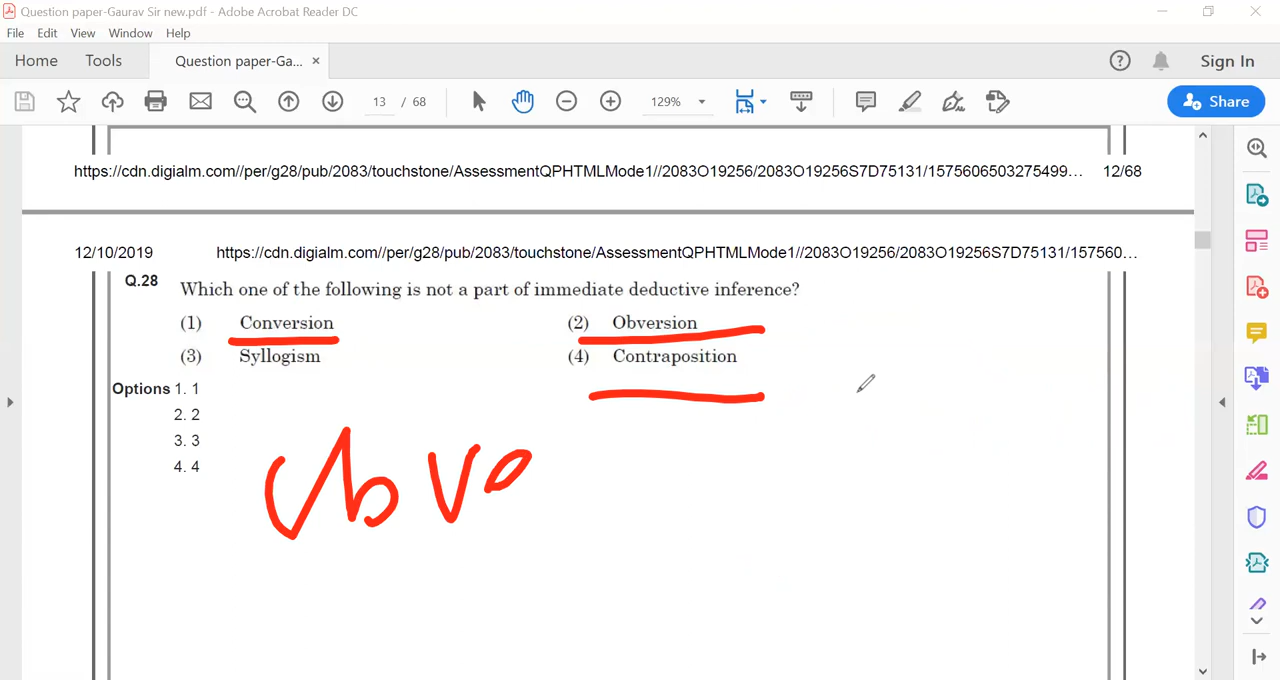 Question paper-Gaurav Sir new.pdf - Adobe Acrobat Reader DC
File Edit View Window Help
Home Tools Question paper-Ga... × Sign In
13 / 68 129% Share
https://cdn.digialm.com//per/g28/pub/2083/touchstone/AssessmentQPHTMLMode1//2083O19256/2083O19256S7D75131/1575606503275499... 12/68
12/10/2019 https://cdn.digialm.com//per/g28/pub/2083/touchstone/AssessmentQPHTMLMode1//2083O19256/2083O19256S7D75131/157560...
Q.28 Which one of the following is not a part of immediate deductive inference?
(1) Conversion (2) Obversion
(3) Syllogism (4) Contraposition
Options 1. 1
2. 2
3. 3
4. 4